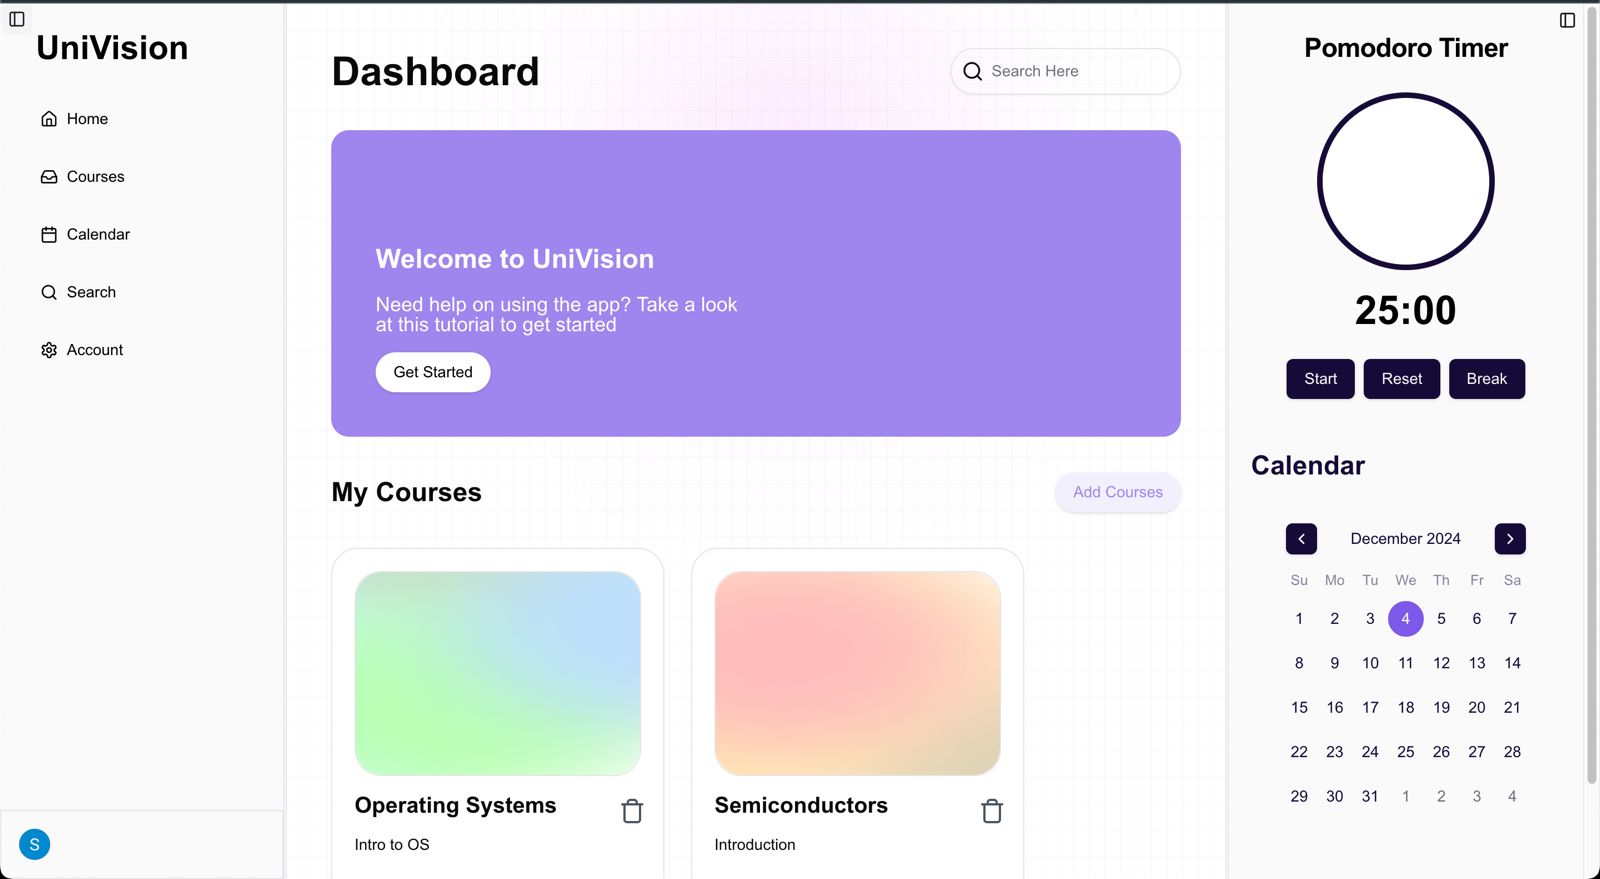 UniVision
Home
Courses
Calendar
Search
Account
S
Dashboard
Search Here
Welcome to UniVision
Need help on using the app? Take a look
at this tutorial to get started
Get Started
My Courses
Add Courses
Operating Systems
Intro to OS
Semiconductors
Introduction
Pomodoro Timer
25:00
Start Reset Break
Calendar
December 2024
Su Mo Tu We Th Fr Sa
1 2 3 4 5 6 7
8 9 10 11 12 13 14
15 16 17 18 19 20 21
22 23 24 25 26 27 28
29 30 31 1 2 3 4